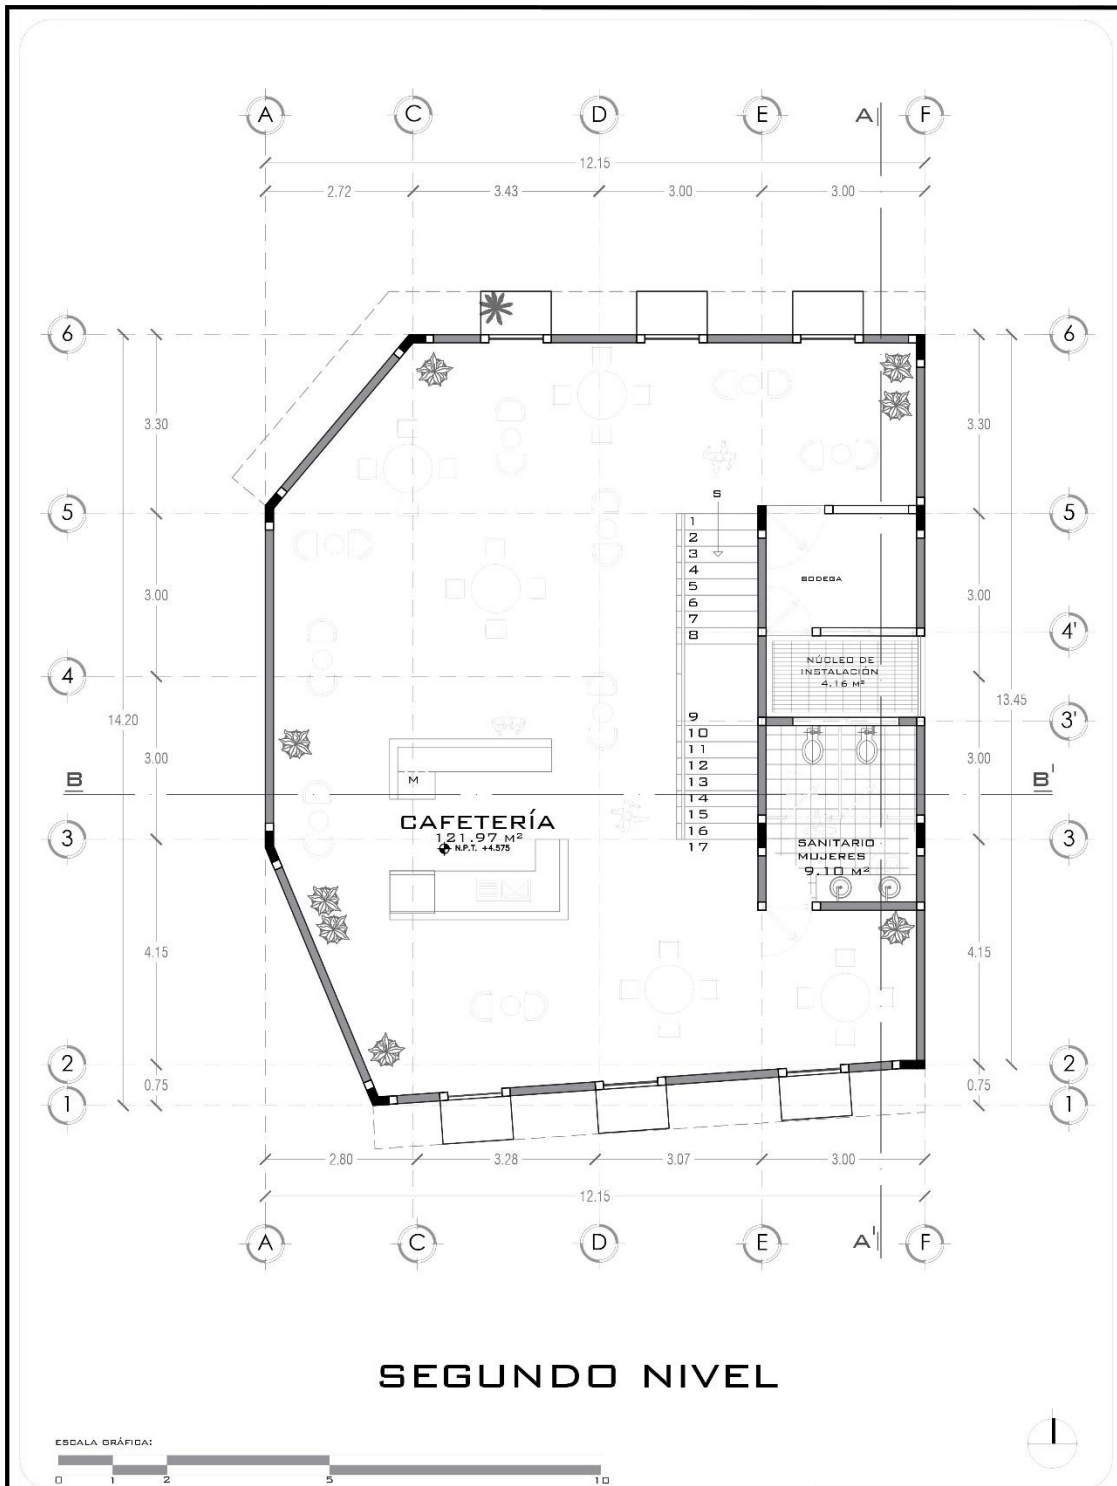 A C D E A F
12.15
2.72 3.43 3.00 3.00
6 6
3.30 3.30
5 5
S
1
2
3
4
5
6
7
8
BODEGA
3.00 3.00
4'
NÚCLEO DE
INSTALACIÓN
4.16 M²
4
14.20 13.45
9
3'
10
11
12
13
14
15
16
17
3.00 3.00
M
B B'
CAFETERÍA
121.97 M²
N.P.T. +4.575
3 3
SANITARIO
MUJERES
9.10 M²
4.15 4.15
2 2
0.75 0.75
1 1
2.80 3.28 3.07 3.00
12.15
A C D E A' F
SEGUNDO NIVEL
ESCALA GRÁFICA:
0 1 2 5 10